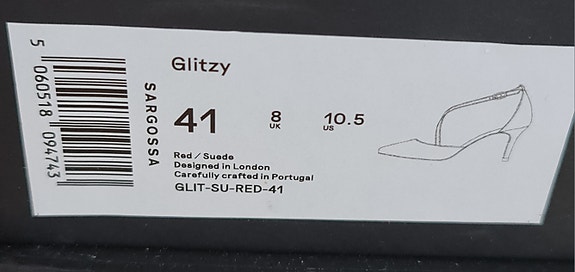 5 060518 094743
SARGOSSA
Glitzy
41
8
UK
10.5
US
Red / Suede
Designed in London
Carefully crafted in Portugal
GLIT-SU-RED-41